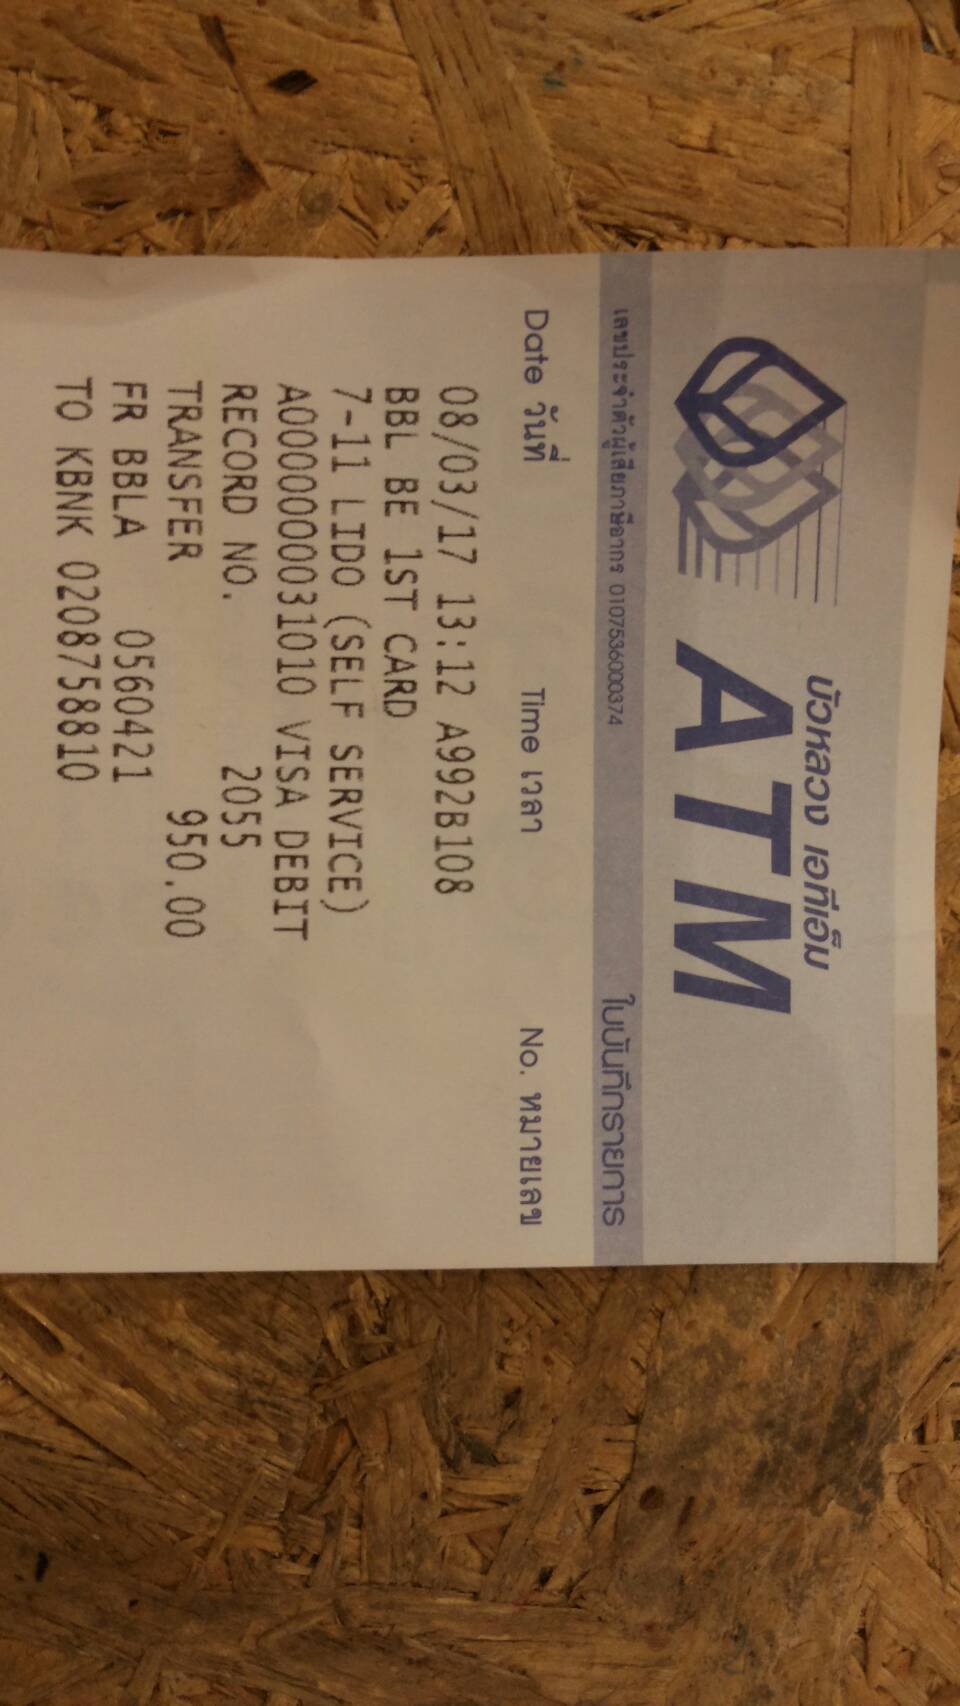 บัวหลวง เอทีเอ็ม
ATM
เลขประจำตัวผู้เสียภาษีอากร 0107536000374 ใบบันทึกรายการ
Date วันที่ Time เวลา No. หมายเลข
08/03/17 13:12 A992B108
BBL BE 1ST CARD
7-11 LIDO (SELF SERVICE)
A0000000031010 VISA DEBIT
RECORD NO. 2055
TRANSFER 950.00
FR BBLA 0560421
TO KBNK 0208758810